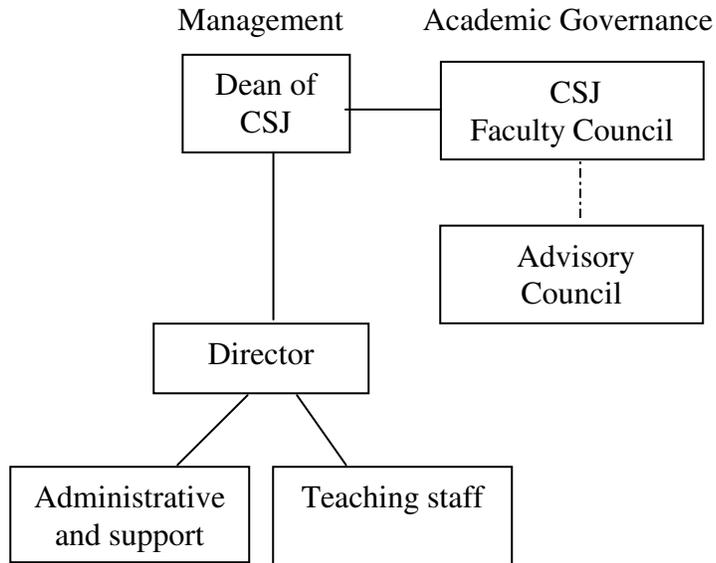 Management
Academic Governance
Dean of
CSJ
CSJ
Faculty Council
Advisory
Council
Director
Administrative
and support
Teaching staff